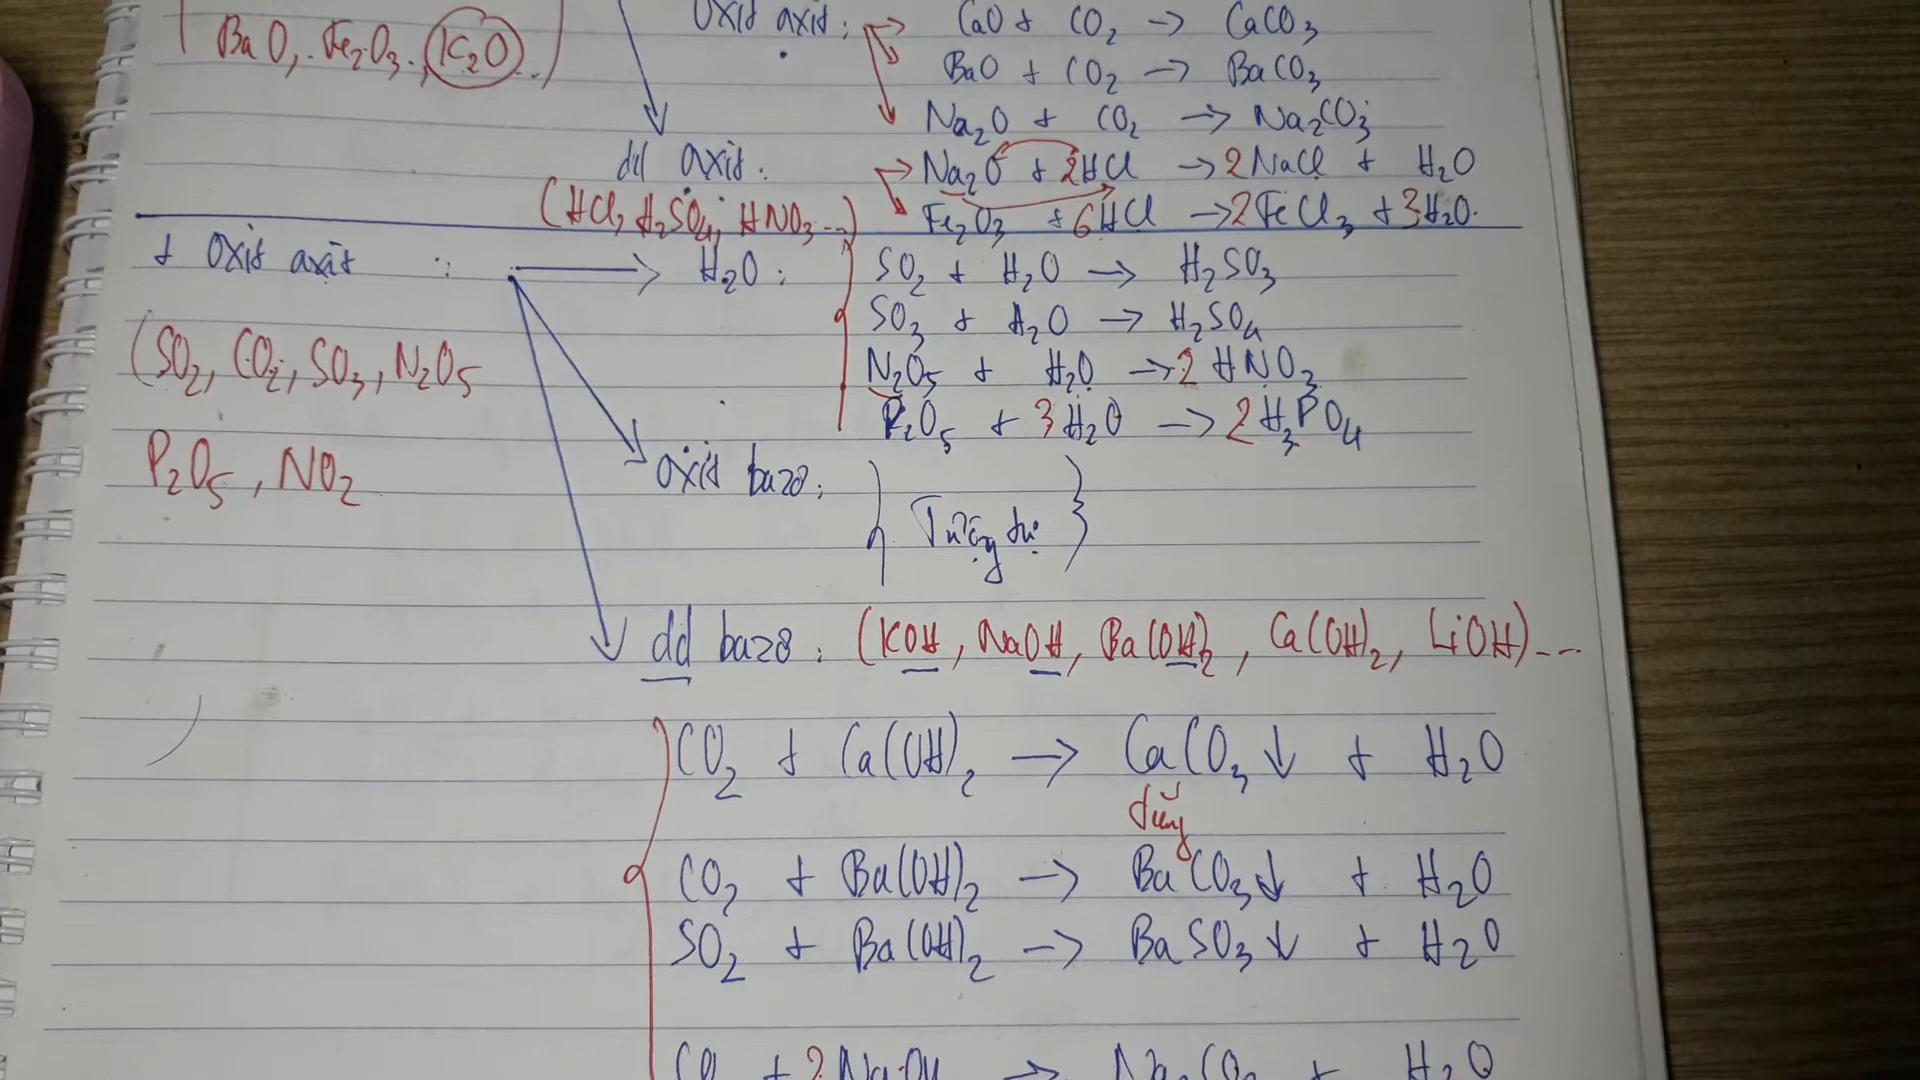 Oxit axit: CaO + CO₂ → CaCO₃
BaO, Fe₂O₃, K₂O...) BaO + CO₂ → BaCO₃
Na₂O + CO₂ → Na₂CO₃
dd axit. Na₂O + 2HCl → 2NaCl + H₂O
(HCl, H₂SO₄, HNO₃...) Fe₂O₃ + 6HCl → 2FeCl₃ + 3H₂O.
+ Oxit axit : → H₂O: SO₂ + H₂O → H₂SO₃
SO₃ + H₂O → H₂SO₄
(SO₂, CO₂, SO₃, N₂O₅ N₂O₅ + H₂O → 2HNO₃
P₂O₅ + 3H₂O → 2H₃PO₄
P₂O₅, NO₂ oxit bazơ: } Tương tự }
dd bazơ: (KOH, NaOH, Ba(OH)₂, Ca(OH)₂, LiOH)...
CO₂ + Ca(OH)₂ → CaCO₃↓ + H₂O
CO₂ + Ba(OH)₂ → BaCO₃↓ + H₂O
SO₂ + Ba(OH)₂ → BaSO₃↓ + H₂O